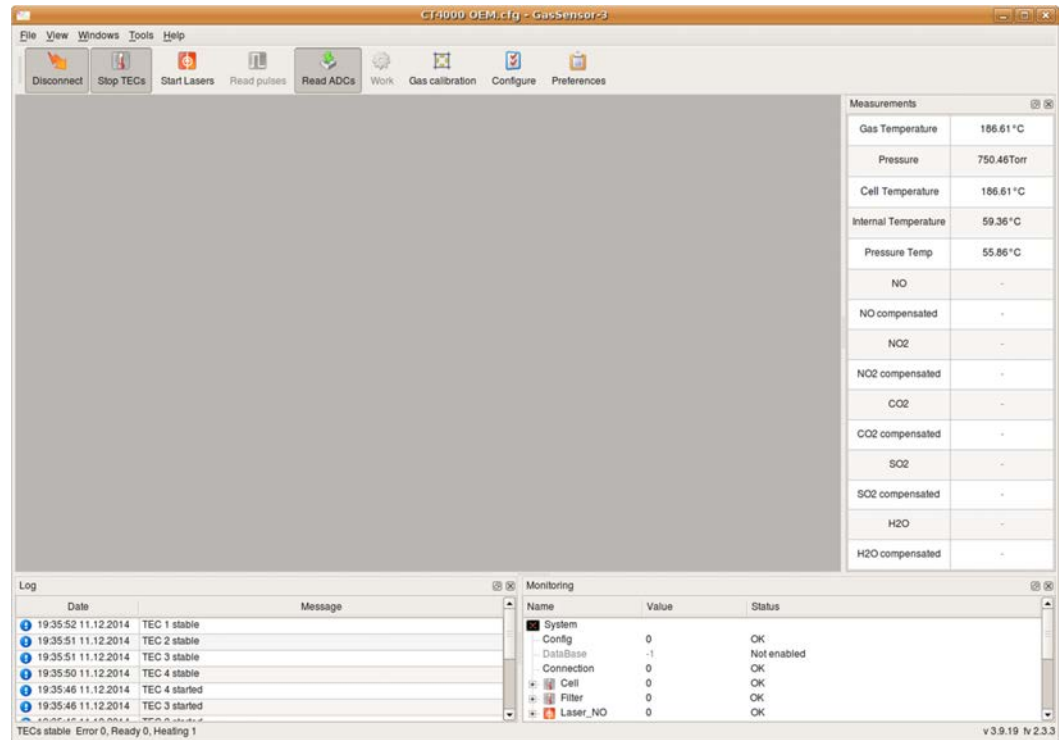 CT4000 OEM.cfg - GasSensor-3
File View Windows Tools Help
Disconnect Stop TECs Start Lasers Read pulses Read ADCs Work Gas calibration Configure Preferences
Measurements
Gas Temperature 186.61°C
Pressure 750.46Torr
Cell Temperature 186.61°C
Internal Temperature 59.36°C
Pressure Temp 55.86°C
NO -
NO compensated -
NO2 -
NO2 compensated -
CO2 -
CO2 compensated -
SO2 -
SO2 compensated -
H2O -
H2O compensated -
Log
Date Message
19:35:52 11.12.2014 TEC 1 stable
19:35:51 11.12.2014 TEC 2 stable
19:35:51 11.12.2014 TEC 3 stable
19:35:50 11.12.2014 TEC 4 stable
19:35:46 11.12.2014 TEC 4 started
19:35:46 11.12.2014 TEC 3 started
Monitoring
Name Value Status
System
Config 0 OK
DataBase -1 Not enabled
Connection 0 OK
Cell 0 OK
Filter 0 OK
Laser_NO 0 OK
TECs stable Error 0, Ready 0, Heating 1
v 3.9.19 fv 2.3.3